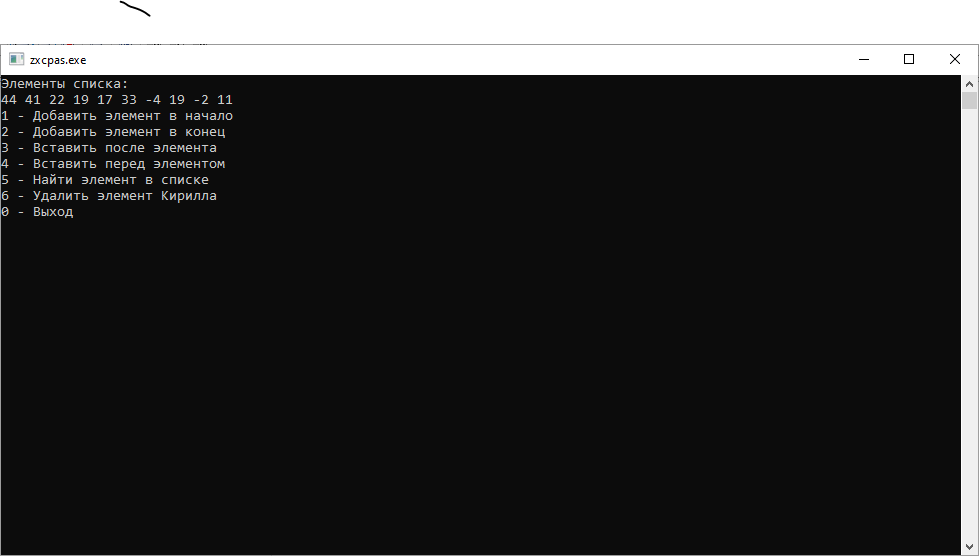 zxcpas.exe
Элементы списка:
44 41 22 19 17 33 -4 19 -2 11
1 - Добавить элемент в начало
2 - Добавить элемент в конец
3 - Вставить после элемента
4 - Вставить перед элементом
5 - Найти элемент в списке
6 - Удалить элемент Кирилла
0 - Выход